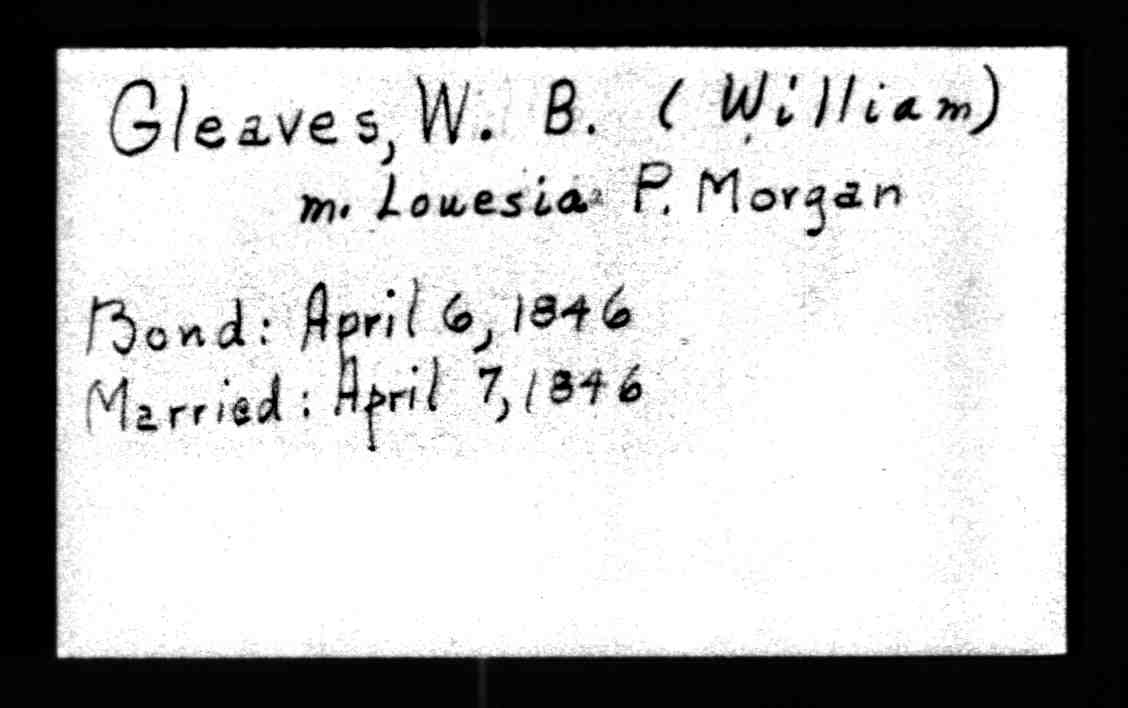 Gleaves, W. B. (William)
m. Louesia P. Morgan
Bond: April 6, 1846
Married: April 7, 1846